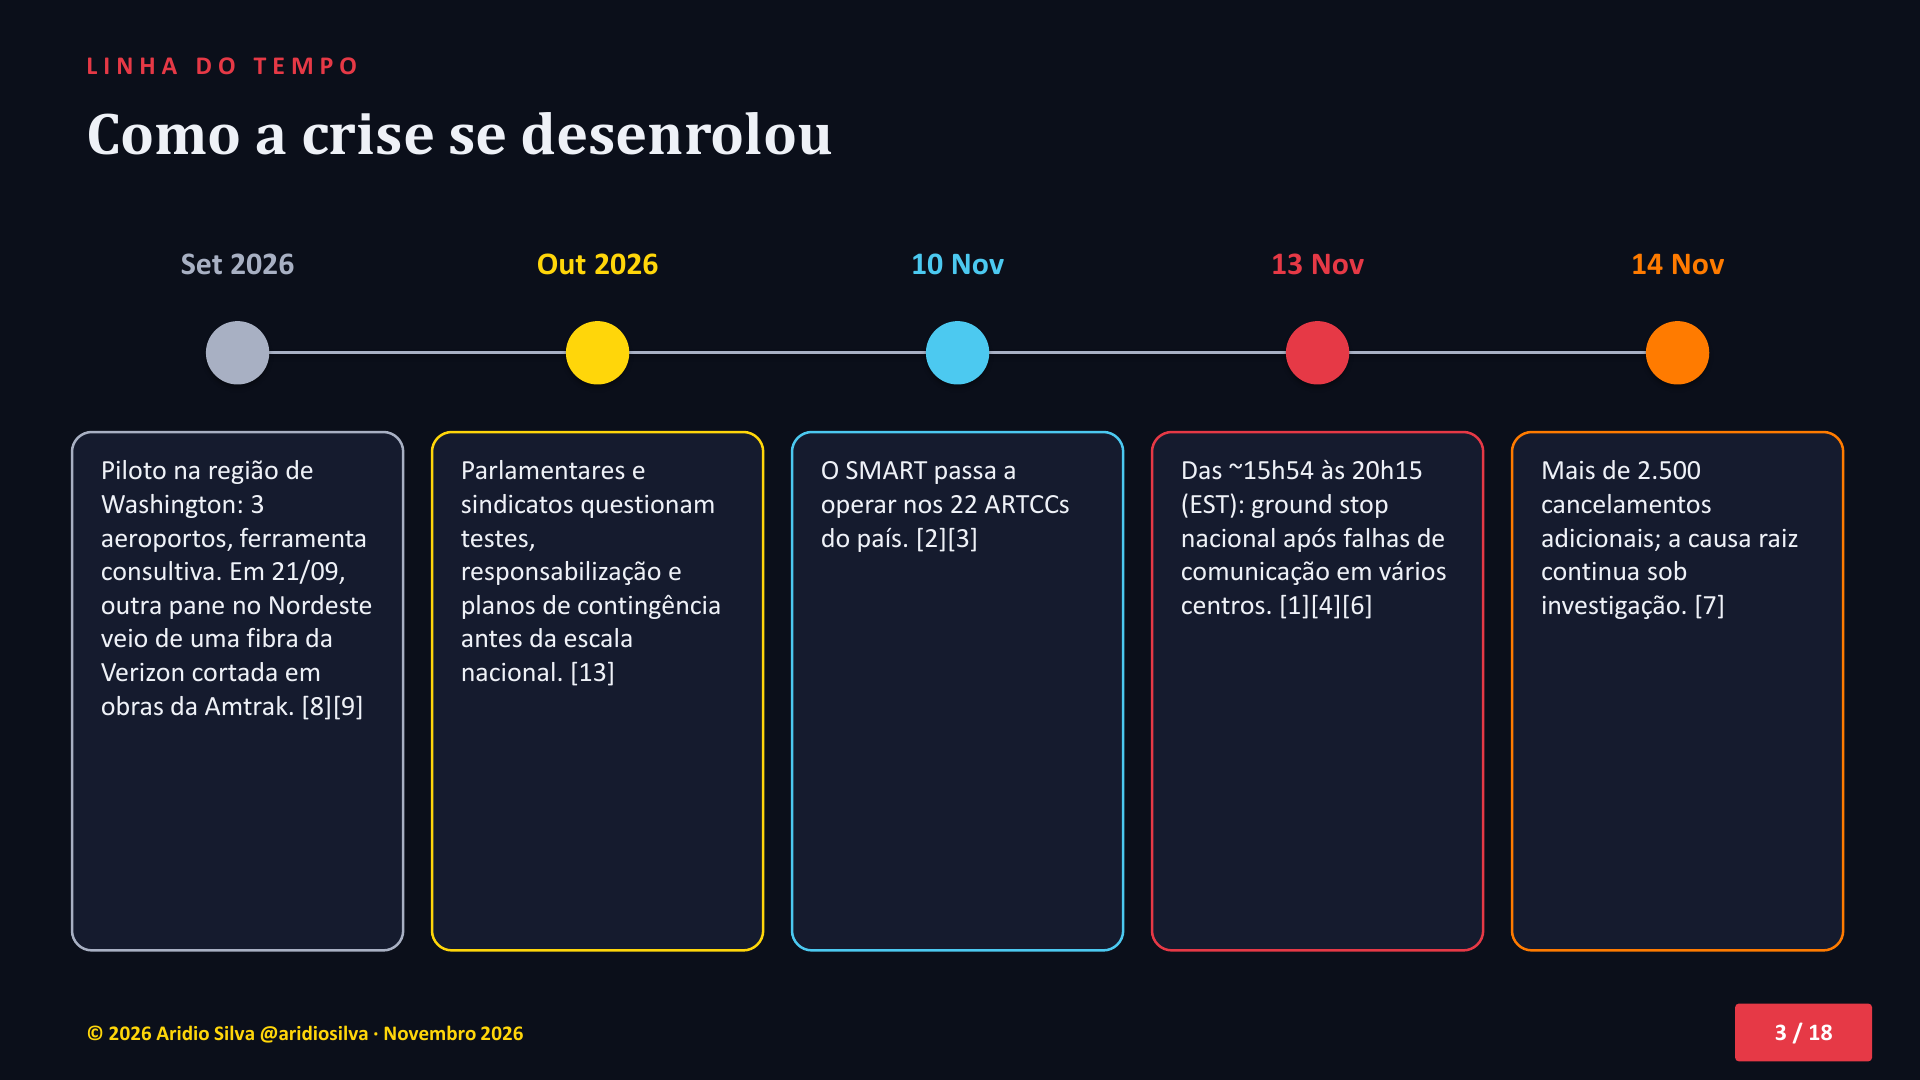 LINHA DO TEMPO
Como a crise se desenrolou
Set 2026
Out 2026
10 Nov
13 Nov
14 Nov
Piloto na região de
Washington: 3
aeroportos, ferramenta
consultiva. Em 21/09,
outra pane no Nordeste
veio de uma fibra da
Verizon cortada em
obras da Amtrak. [8][9]
Parlamentares e
sindicatos questionam
testes,
responsabilização e
planos de contingência
antes da escala
nacional. [13]
O SMART passa a
operar nos 22 ARTCCs
do país. [2][3]
Das ~15h54 às 20h15
(EST): ground stop
nacional após falhas de
comunicação em vários
centros. [1][4][6]
Mais de 2.500
cancelamentos
adicionais; a causa raiz
continua sob
investigação. [7]
© 2026 Aridio Silva @aridiosilva · Novembro 2026
3 / 18